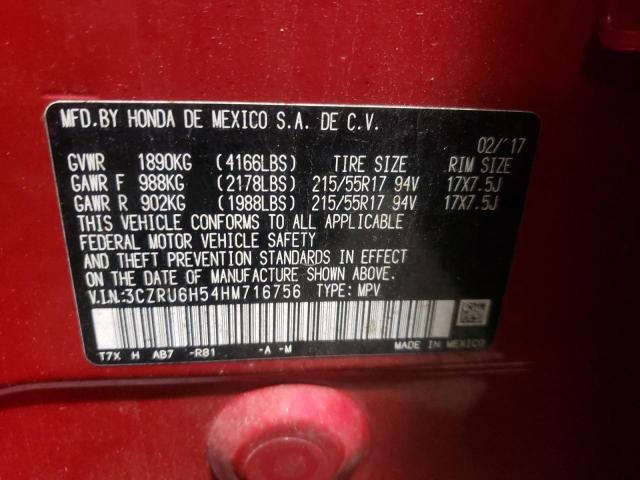 MFD.BY HONDA DE MEXICO S.A. DE C.V.
02/'17
GVWR 1890KG (4166LBS) TIRE SIZE RIM SIZE
GAWR F 988KG (2178LBS) 215/55R17 94V 17X7.5J
GAWR R 902KG (1988LBS) 215/55R17 94V 17X7.5J
THIS VEHICLE CONFORMS TO ALL APPLICABLE
FEDERAL MOTOR VEHICLE SAFETY
AND THEFT PREVENTION STANDARDS IN EFFECT
ON THE DATE OF MANUFACTURE SHOWN ABOVE.
V.I.N.:3CZRU6H54HM716756 TYPE: MPV
T7X H AB7 -R81 -A -M MADE IN MEXICO